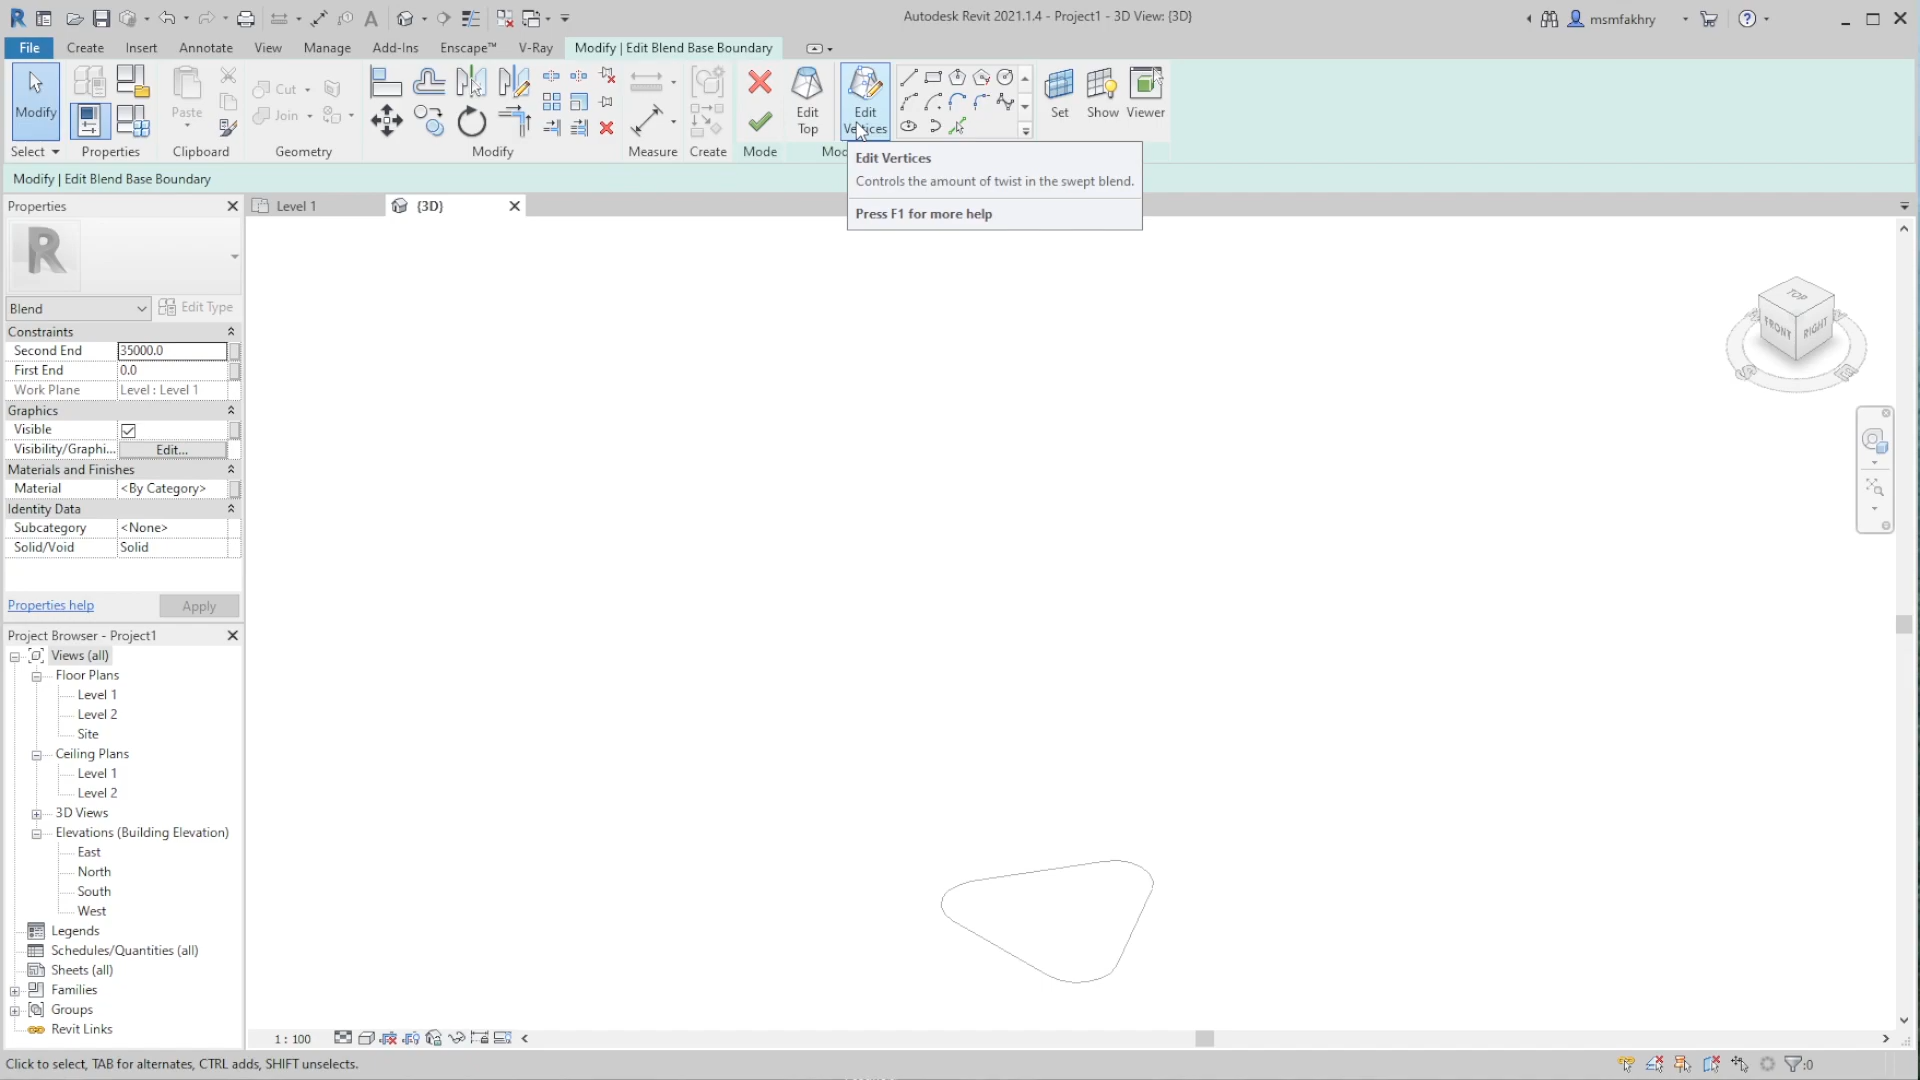 Autodesk Revit 2021.1.4 - Project1 - 3D View: {3D}
msmfakhry
File
Create
Insert
Annotate
View
Manage
Add-Ins
Enscape™
V-Ray
Modify | Edit Blend Base Boundary
Modify
Paste
Cut
Join
Edit
Top
Edit
Vertices
Set
Show
Viewer
Select
Properties
Clipboard
Geometry
Modify
Measure
Create
Mode
Mod
Edit Vertices
Controls the amount of twist in the swept blend.
Press F1 for more help
Modify | Edit Blend Base Boundary
Properties
Level 1
{3D}
R
Blend
Edit Type
Constraints
Second End 35000.0
First End 0.0
Work Plane Level : Level 1
Graphics
Visible
Visibility/Graphi... Edit...
Materials and Finishes
Material <By Category>
Identity Data
Subcategory <None>
Solid/Void Solid
Properties help
Apply
TOP
FRONT
RIGHT
S
E
Project Browser - Project1
Views (all)
Floor Plans
Level 1
Level 2
Site
Ceiling Plans
Level 1
Level 2
3D Views
Elevations (Building Elevation)
East
North
South
West
Legends
Schedules/Quantities (all)
Sheets (all)
Families
Groups
Revit Links
1 : 100
Click to select, TAB for alternates, CTRL adds, SHIFT unselects.
:0